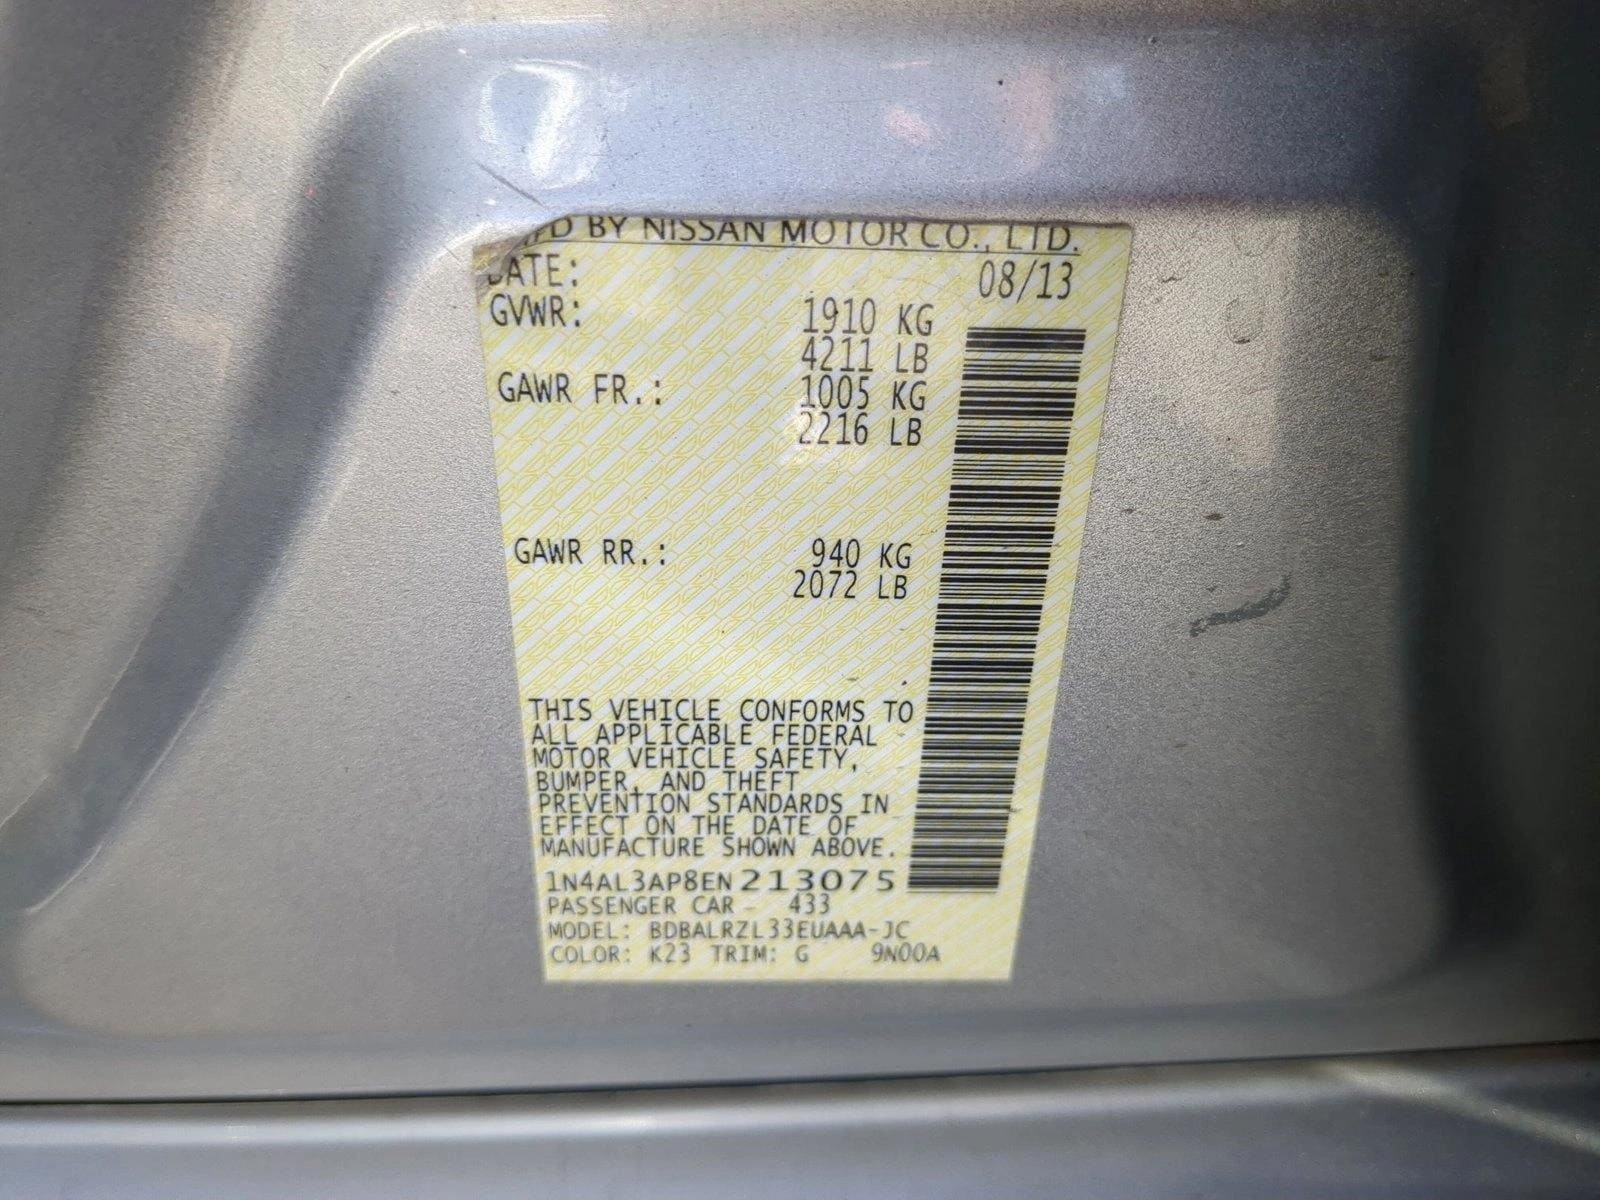 MFD BY NISSAN MOTOR CO., LTD.
DATE: 08/13
GVWR: 1910 KG
4211 LB
GAWR FR.: 1005 KG
2216 LB
GAWR RR.: 940 KG
2072 LB
THIS VEHICLE CONFORMS TO
ALL APPLICABLE FEDERAL
MOTOR VEHICLE SAFETY,
BUMPER, AND THEFT
PREVENTION STANDARDS IN
EFFECT ON THE DATE OF
MANUFACTURE SHOWN ABOVE.
1N4AL3AP8EN213075
PASSENGER CAR - 433
MODEL: BDBALRZL33EUAAA-JC
COLOR: K23 TRIM: G 9N00A